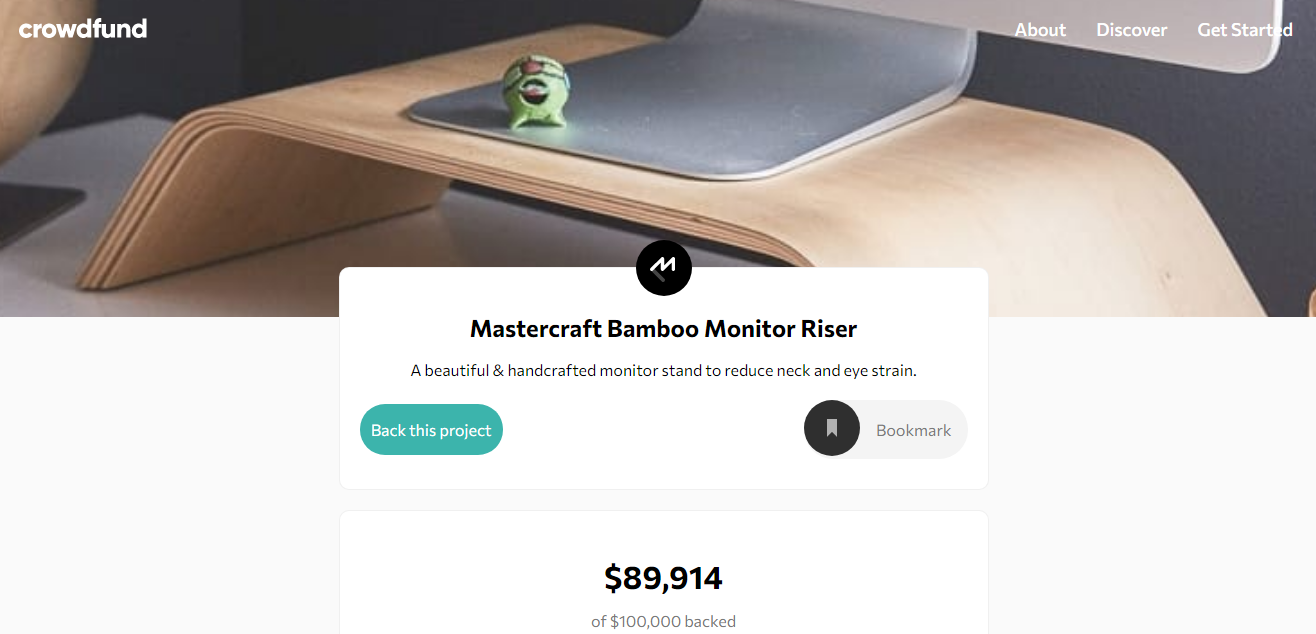 crowdfund
About Discover Get Started
Mastercraft Bamboo Monitor Riser
A beautiful & handcrafted monitor stand to reduce neck and eye strain.
Back this project
Bookmark
$89,914
of $100,000 backed